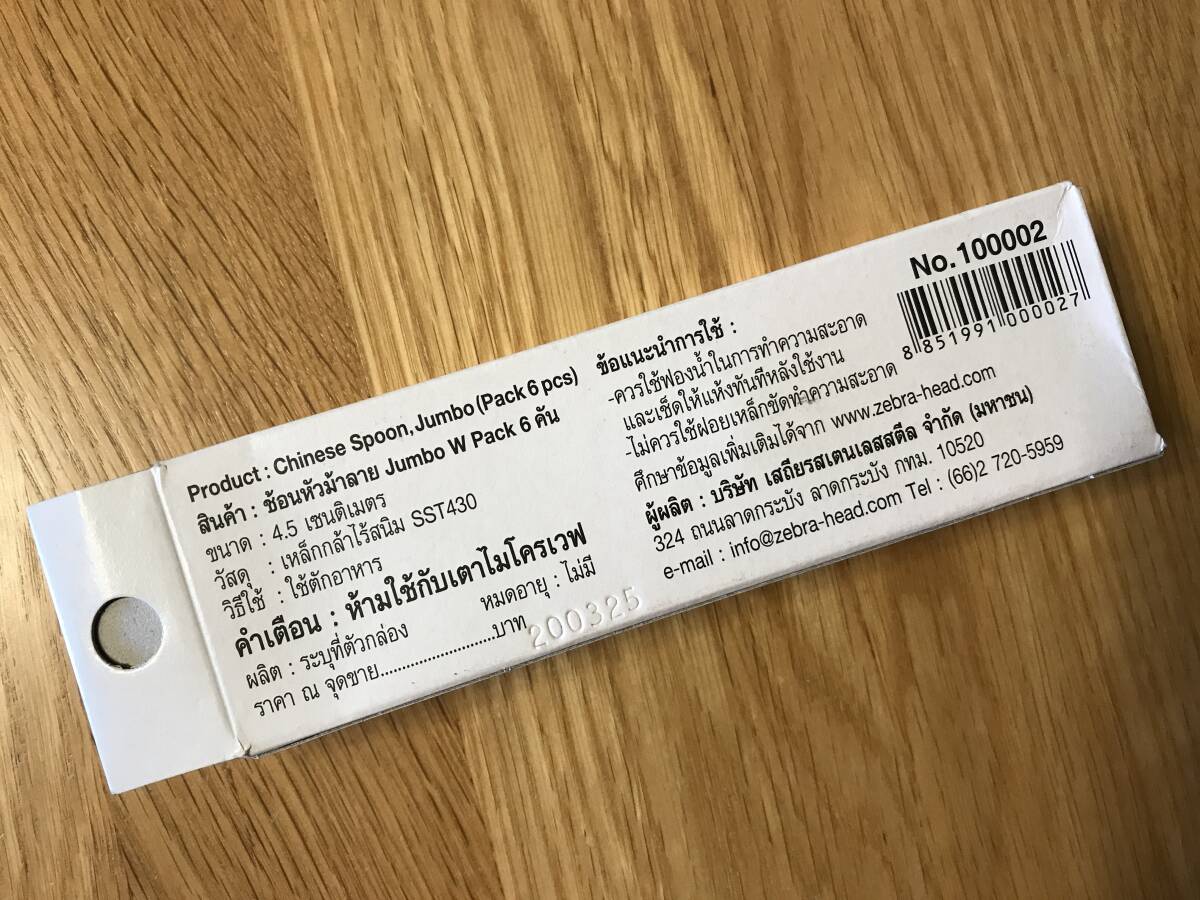 Product : Chinese Spoon,Jumbo (Pack 6 pcs)
สินค้า : ช้อนหัวม้าลาย Jumbo W Pack 6 คัน
ขนาด : 4.5 เซนติเมตร
วัสดุ : เหล็กกล้าไร้สนิม SST430
วิธีใช้ : ใช้ตักอาหาร
คำเตือน : ห้ามใช้กับเตาไมโครเวฟ
ผลิต : ระบุที่ตัวกล่อง หมดอายุ : ไม่มี
ราคา ณ จุดขาย........................บาท
200325
ข้อแนะนำการใช้ :
-ควรใช้ฟองน้ำในการทำความสะอาด
และเช็ดให้แห้งทันทีหลังใช้งาน
-ไม่ควรใช้ฝอยเหล็กขัดทำความสะอาด
ศึกษาข้อมูลเพิ่มเติมได้จาก www.zebra-head.com
ผู้ผลิต : บริษัท เสถียรสเตนเลสสตีล จำกัด (มหาชน)
324 ถนนลาดกระบัง ลาดกระบัง กทม. 10520
e-mail : info@zebra-head.com Tel : (66)2 720-5959
No.100002
8 851991 000027